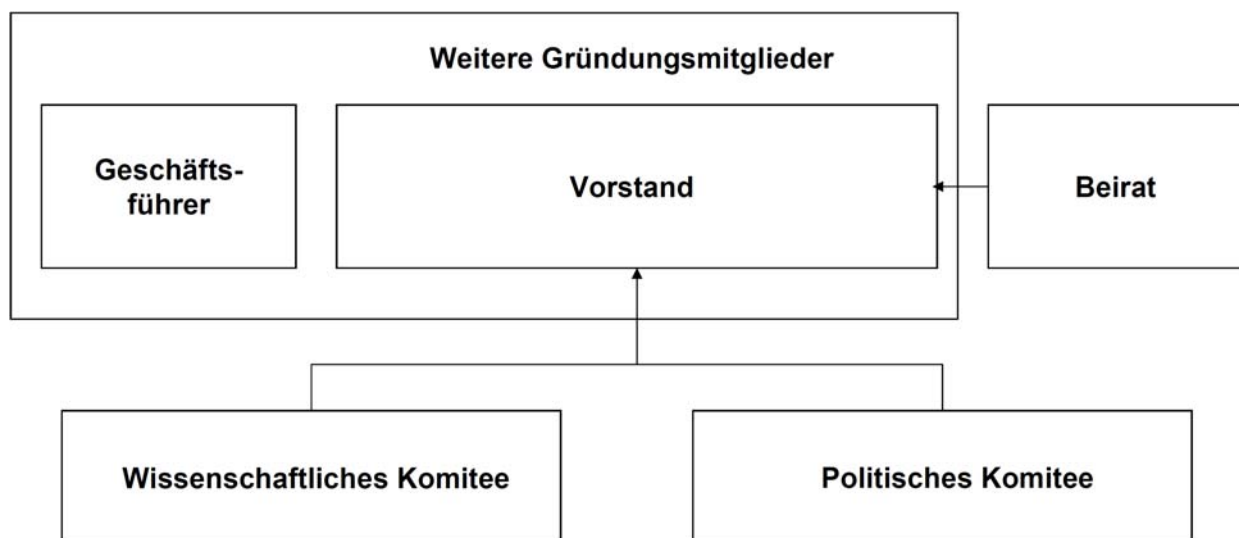 Weitere Gründungsmitglieder
Geschäfts-
führer
Vorstand
Beirat
Wissenschaftliches Komitee
Politisches Komitee